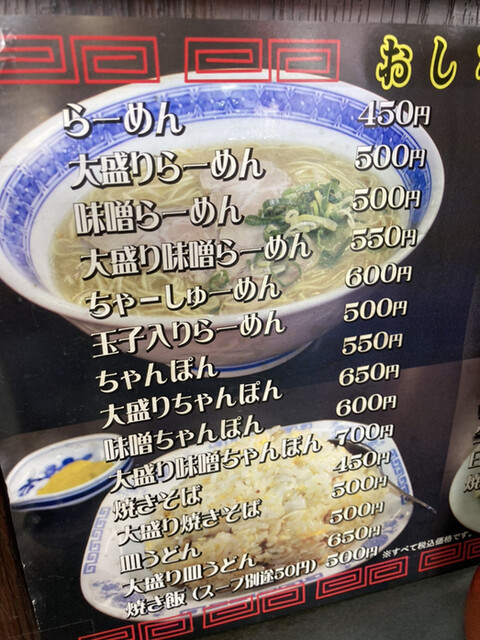 おし
らーめん 450円
大盛りらーめん 500円
味噌らーめん 500円
大盛り味噌らーめん 550円
ちゃーしゅーめん 600円
玉子入りらーめん 500円
ちゃんぽん 550円
大盛りちゃんぽん 650円
味噌ちゃんぽん 600円
大盛り味噌ちゃんぽん 700円
焼きそば 450円
大盛り焼きそば 500円
皿うどん 500円
大盛り皿うどん 650円
焼き飯(スープ別途50円) 500円
※すべて税込価格です。